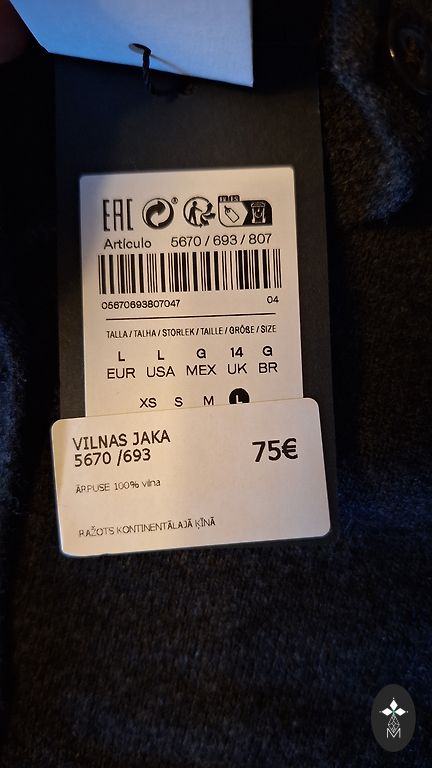 EAC
Artículo 5670 / 693 / 807
05670693807047 04
TALLA / TALHA / STORLEK / TAILLE / GRÖßE / SIZE
L L G 14 G
EUR USA MEX UK BR
XS S M L
VILNAS JAKA
5670 /693
75€
ĀRPUSE 100% vilna
RAŽOTS KONTINENTĀLAJĀ ĶĪNĀ
M